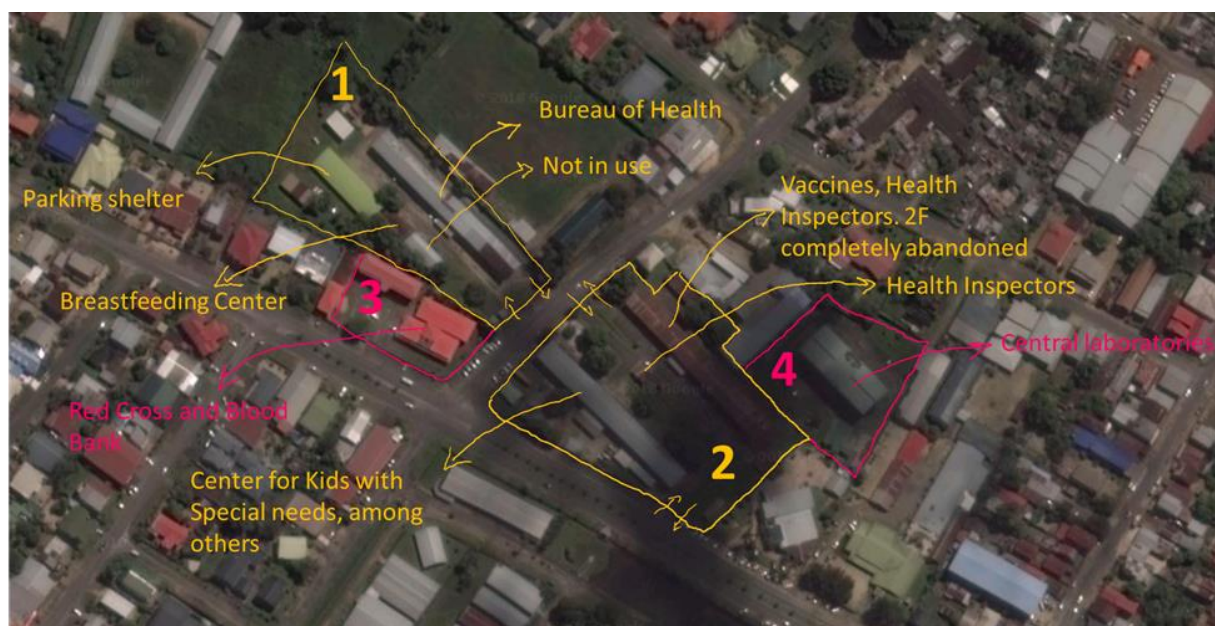 1
Bureau of Health
Not in use
Parking shelter
Vaccines, Health
Inspectors. 2F
completely abandoned
Breastfeeding Center
3
Health Inspectors
4
Central laboratories
Red Cross and Blood
Bank
2
Center for Kids with
Special needs, among
others